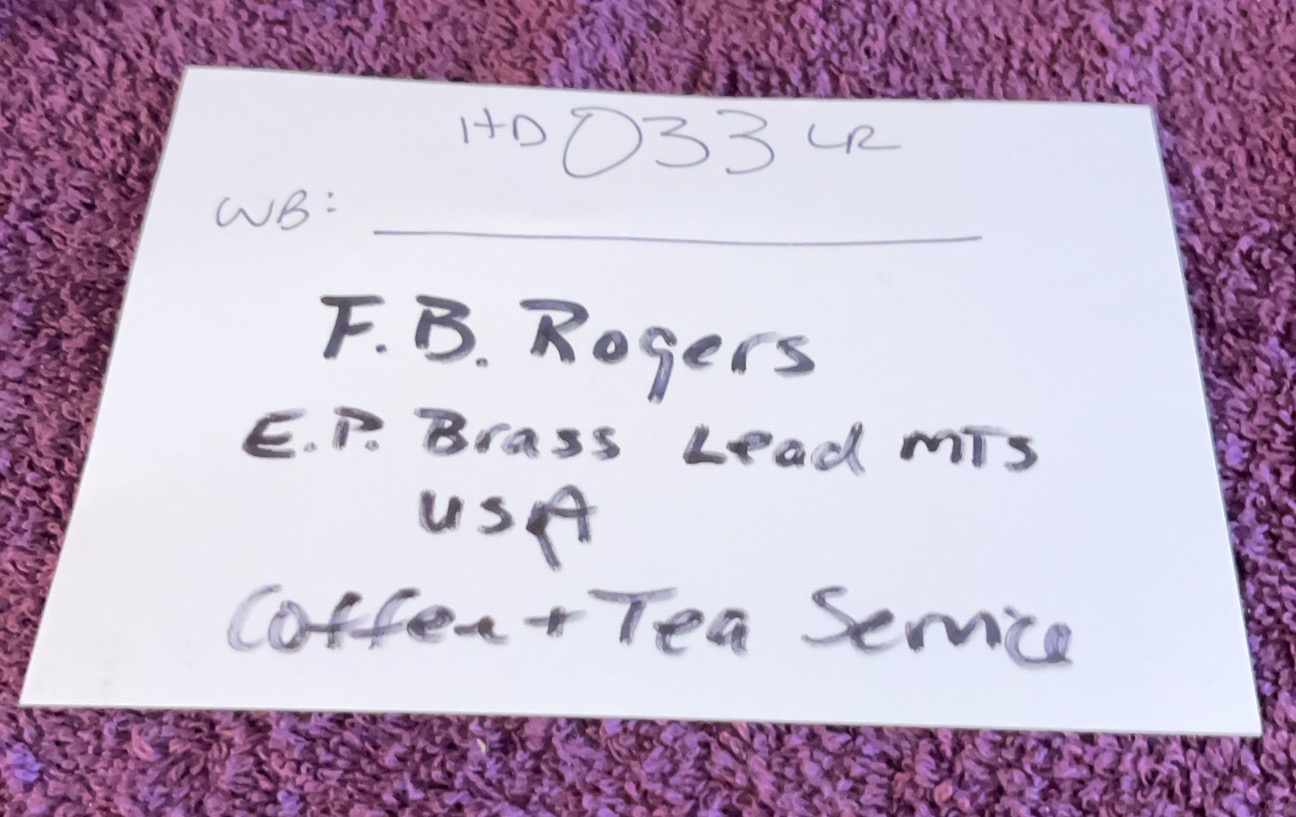 HD 033 LR
WB:
F.B. Rogers
E.P. Brass Lead MTS
USA
Coffee + Tea Service